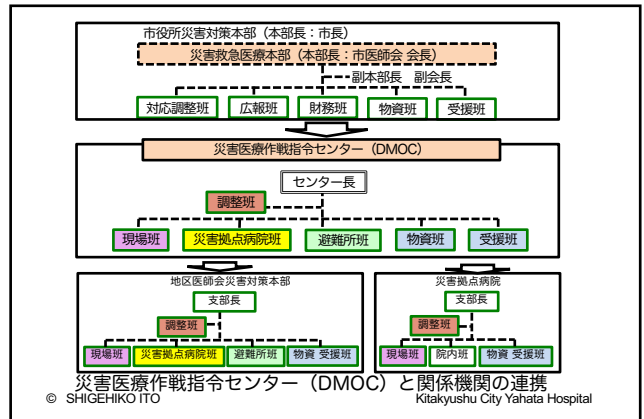 市役所災害対策本部（本部長：市長）
災害救急医療本部（本部長：市医師会 会長）
副本部長 副会長
対応調整班 広報班 財務班 物資班 受援班
災害医療作戦指令センター（DMOC）
センター長
調整班
現場班 災害拠点病院班 避難所班 物資班 受援班
地区医師会災害対策本部
支部長
調整班
現場班 災害拠点病院班 避難所班 物資 受援班
災害拠点病院
支部長
調整班
現場班 院内班 物資 受援班
災害医療作戦指令センター（DMOC）と関係機関の連携
© SHIGEHIKO ITO Kitakyushu City Yahata Hospital